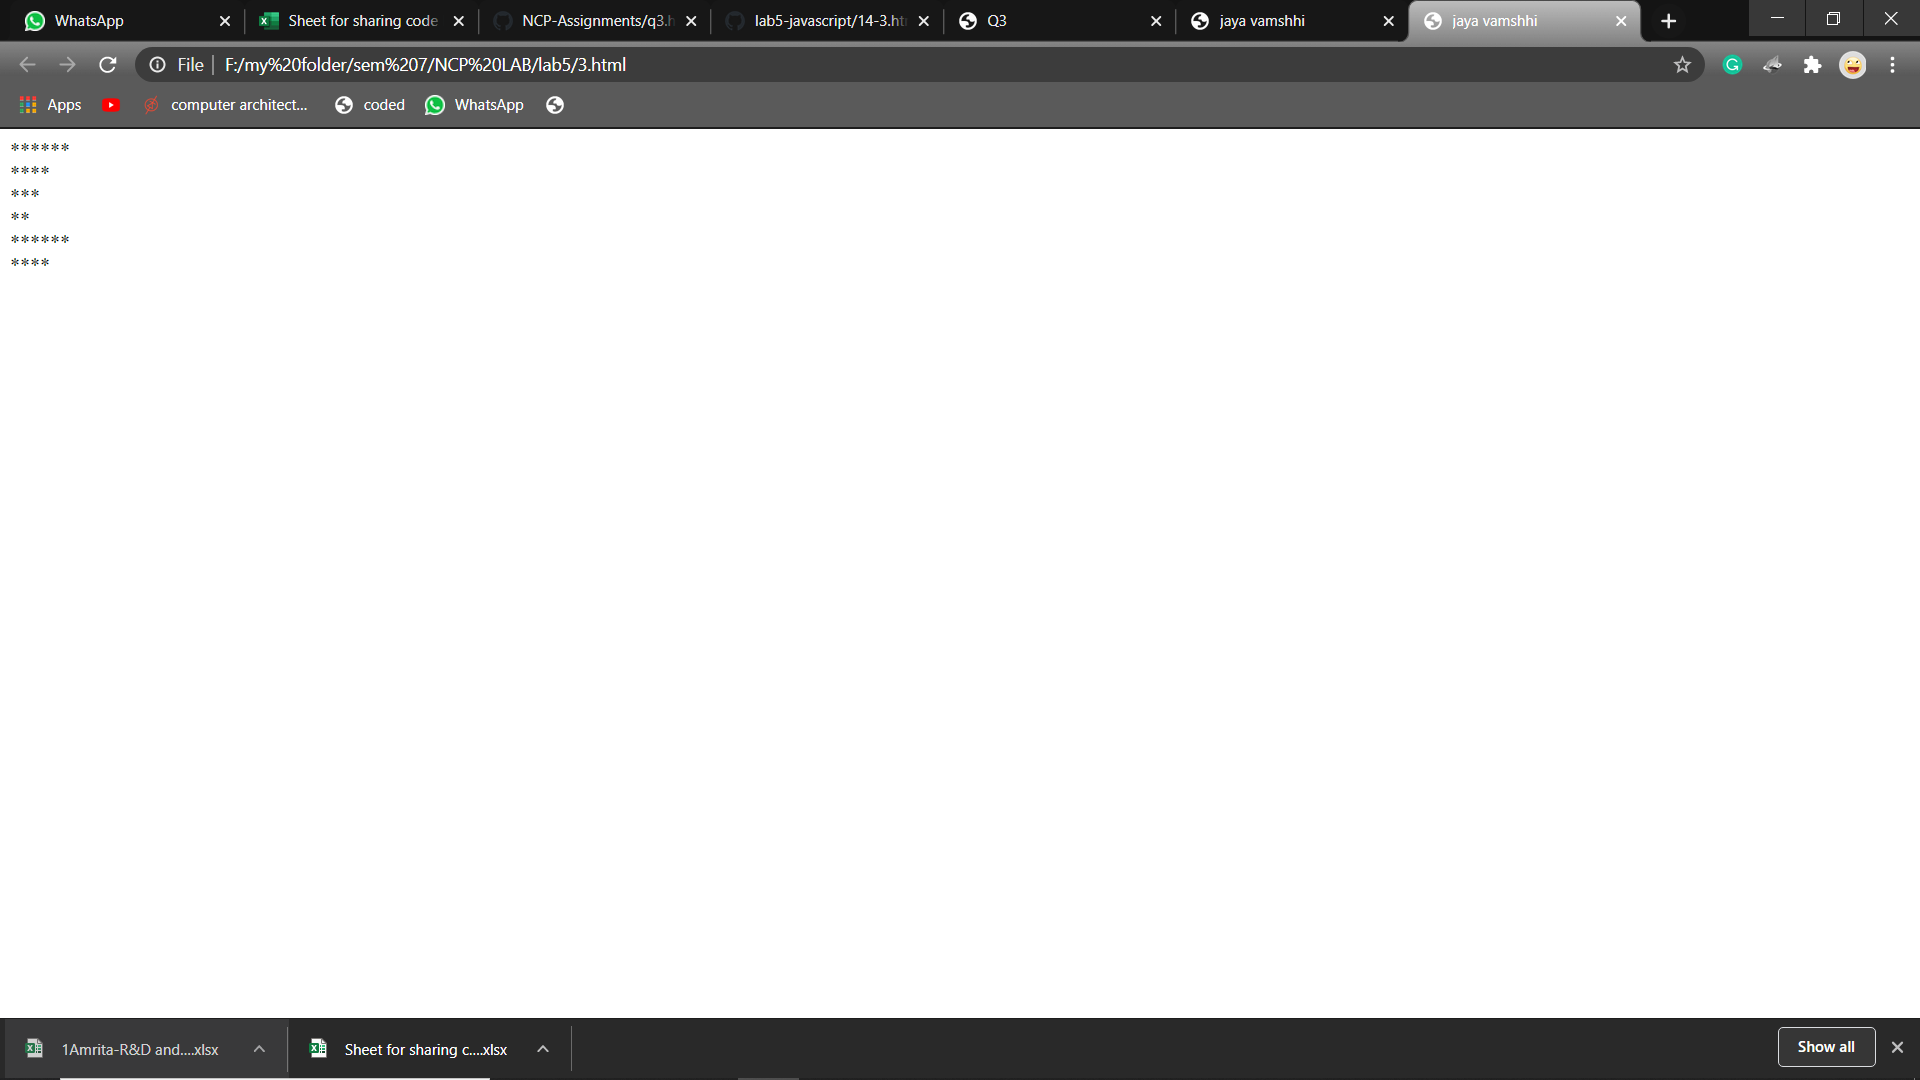 WhatsApp
Sheet for sharing code
NCP-Assignments/q3.h
lab5-javascript/14-3.ht
Q3
jaya vamshhi
jaya vamshhi
File
F:/my%20folder/sem%207/NCP%20LAB/lab5/3.html
Apps
computer architect...
coded
WhatsApp
******
****
***
**
******
****
1Amrita-R&D and....xlsx
Sheet for sharing c....xlsx
Show all